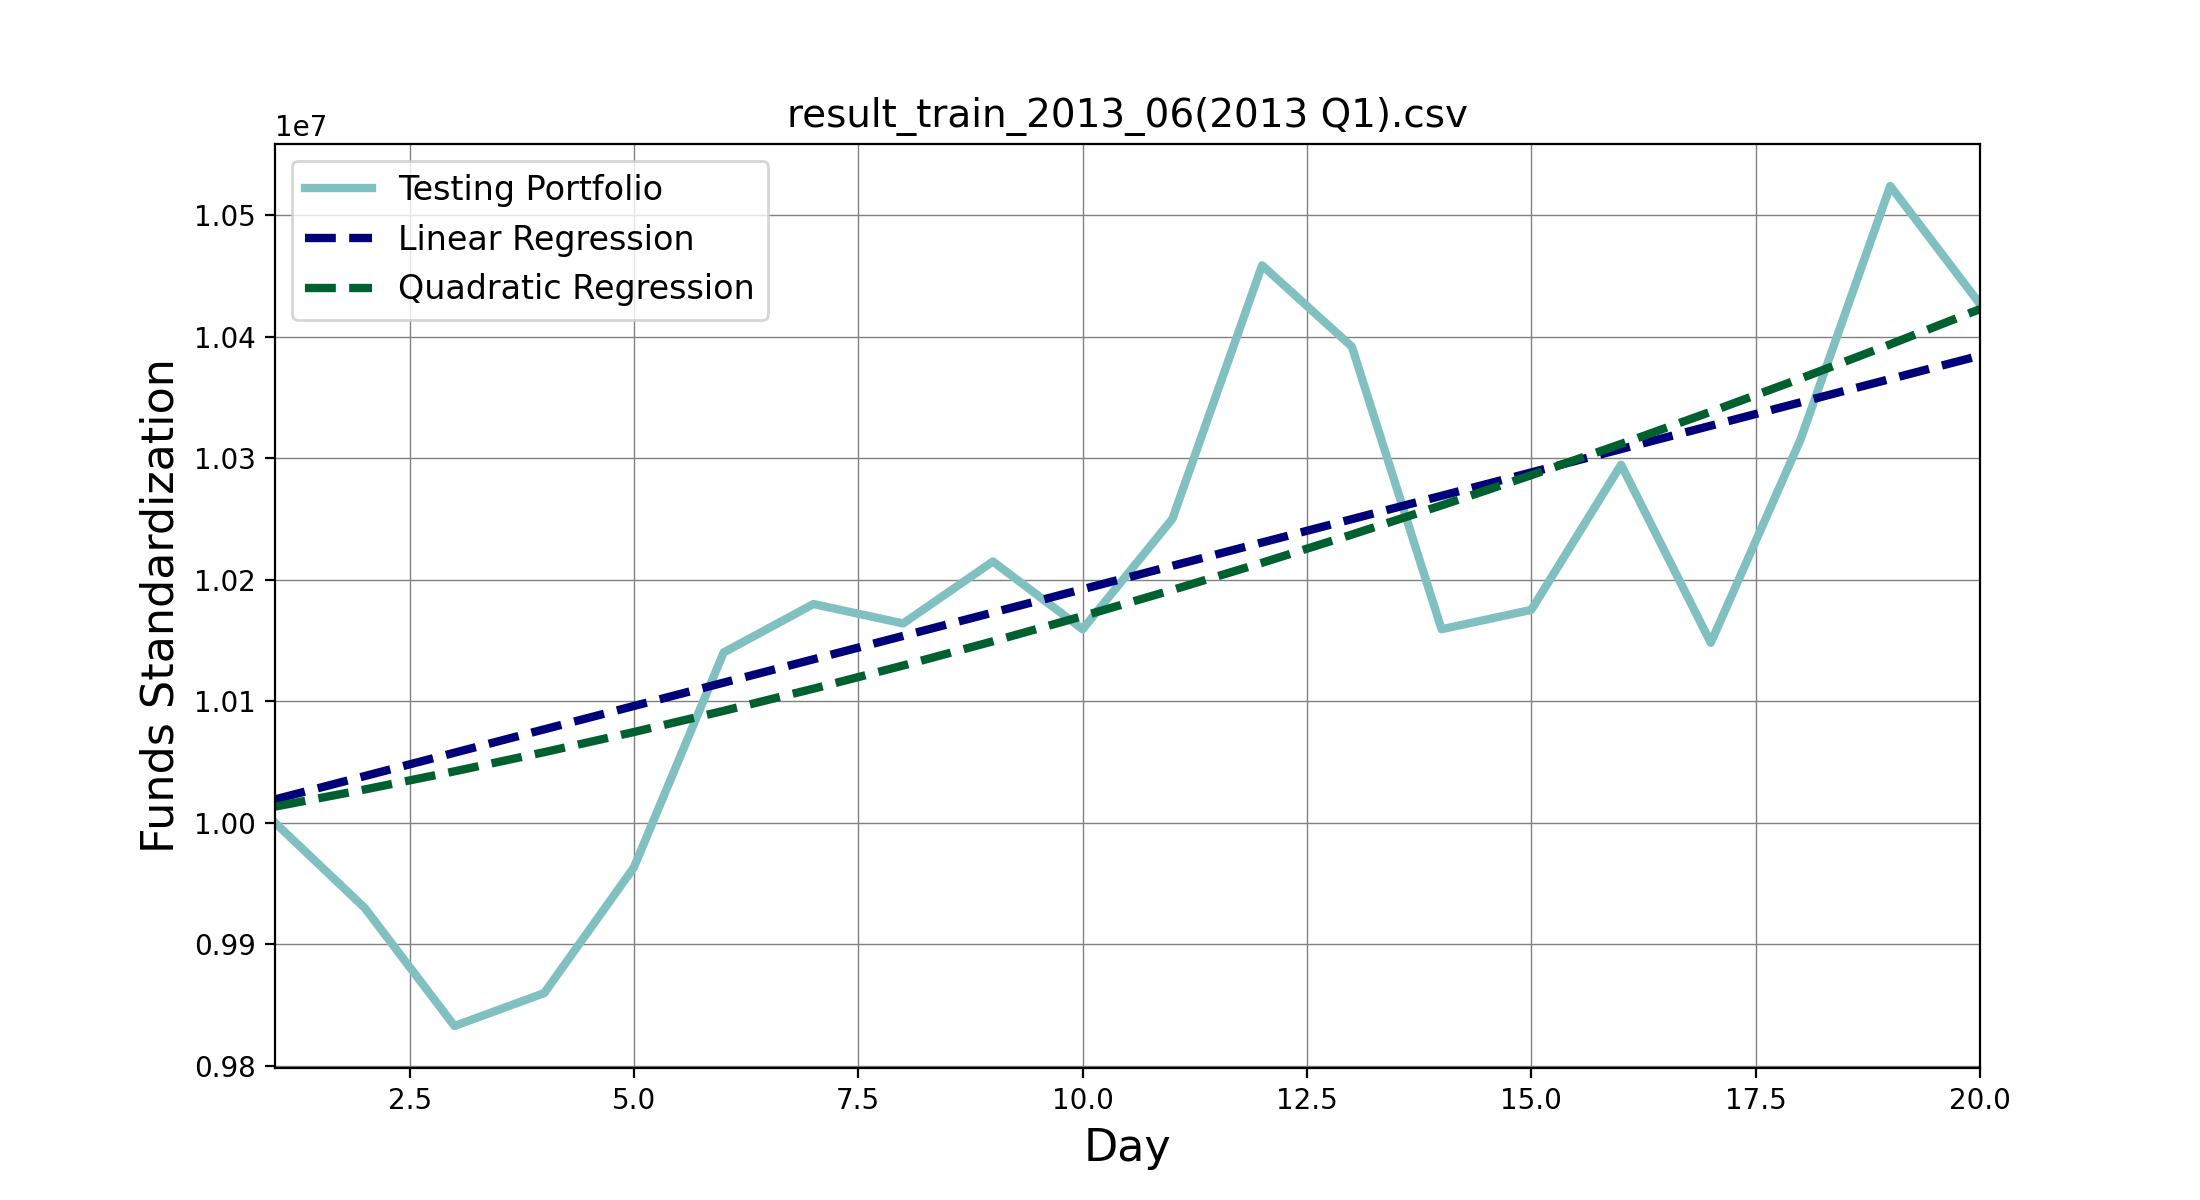 result_train_2013_06(2013 Q1).csv
1e7
Testing Portfolio
Linear Regression
Quadratic Regression
1.05
1.04
1.03
1.02
1.01
1.00
0.99
0.98
Funds Standardization
2.5 5.0 7.5 10.0 12.5 15.0 17.5 20.0
Day